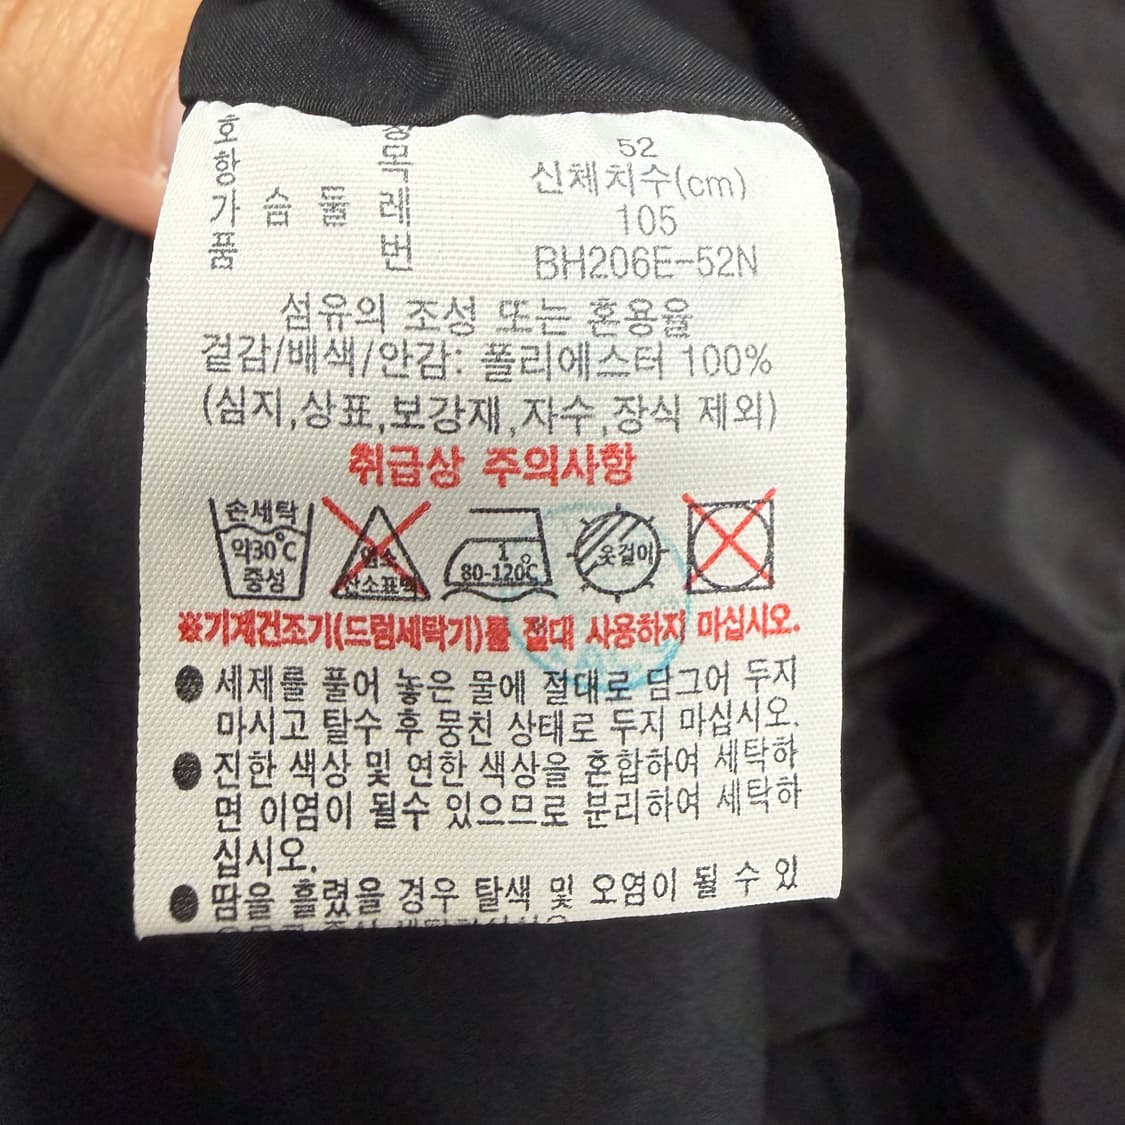 호 항 52
항 목 신체치수(cm)
가 슴 둘 레 105
품 번 BH206E-52N
섬유의 조성 또는 혼용율
겉감/배색/안감: 폴리에스터 100%
(심지,상표,보강재,자수,장식 제외)
취급상 주의사항
손세탁
약30℃
중성
염소
산소표백
1
80-120℃
옷걸이
※기계건조기(드럼세탁기)를 절대 사용하지 마십시오.
● 세제를 풀어 놓은 물에 절대로 담그어 두지
마시고 탈수 후 뭉친 상태로 두지 마십시오.
● 진한 색상 및 연한 색상을 혼합하여 세탁하
면 이염이 될수 있으므로 분리하여 세탁하
십시오.
● 땀을 흘렸을 경우 탈색 및 오염이 될 수 있